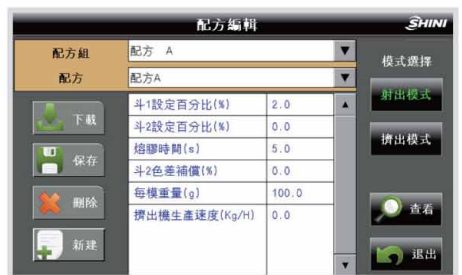 配方編輯
SHINI
配方組 配方 A
配方 配方A
模式選擇
射出模式
擠出模式
查看
退出
下載
保存
刪除
新建
斗1設定百分比(%) 2.0
斗2設定百分比(%) 0.0
熔膠時間(s) 5.0
斗2色差補償(%) 0.0
每模重量(g) 100.0
擠出機生產速度(Kg/H) 0.0